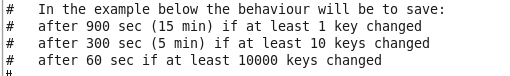 #   In the example below the behaviour will be to save:
#   after 900 sec (15 min) if at least 1 key changed
#   after 300 sec (5 min) if at least 10 keys changed
#   after 60 sec if at least 10000 keys changed
#